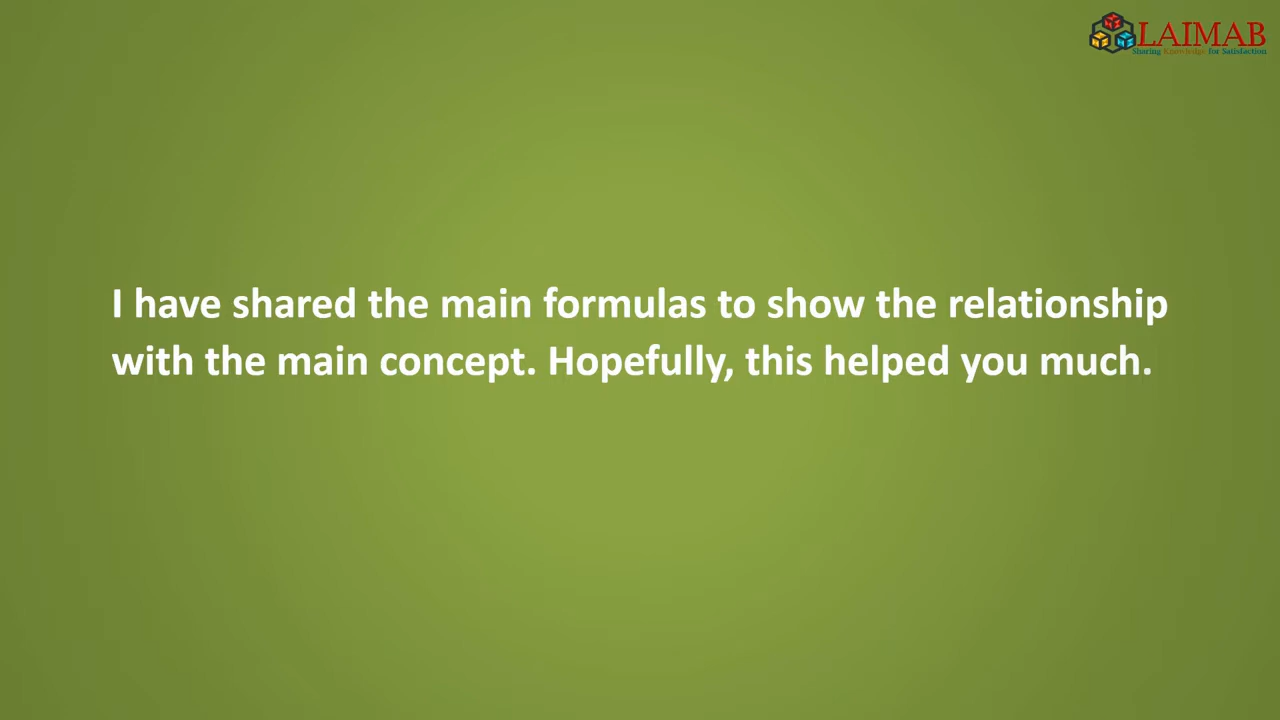 LAIMAB
Sharing Knowledge for Satisfaction
I have shared the main formulas to show the relationship
with the main concept. Hopefully, this helped you much.